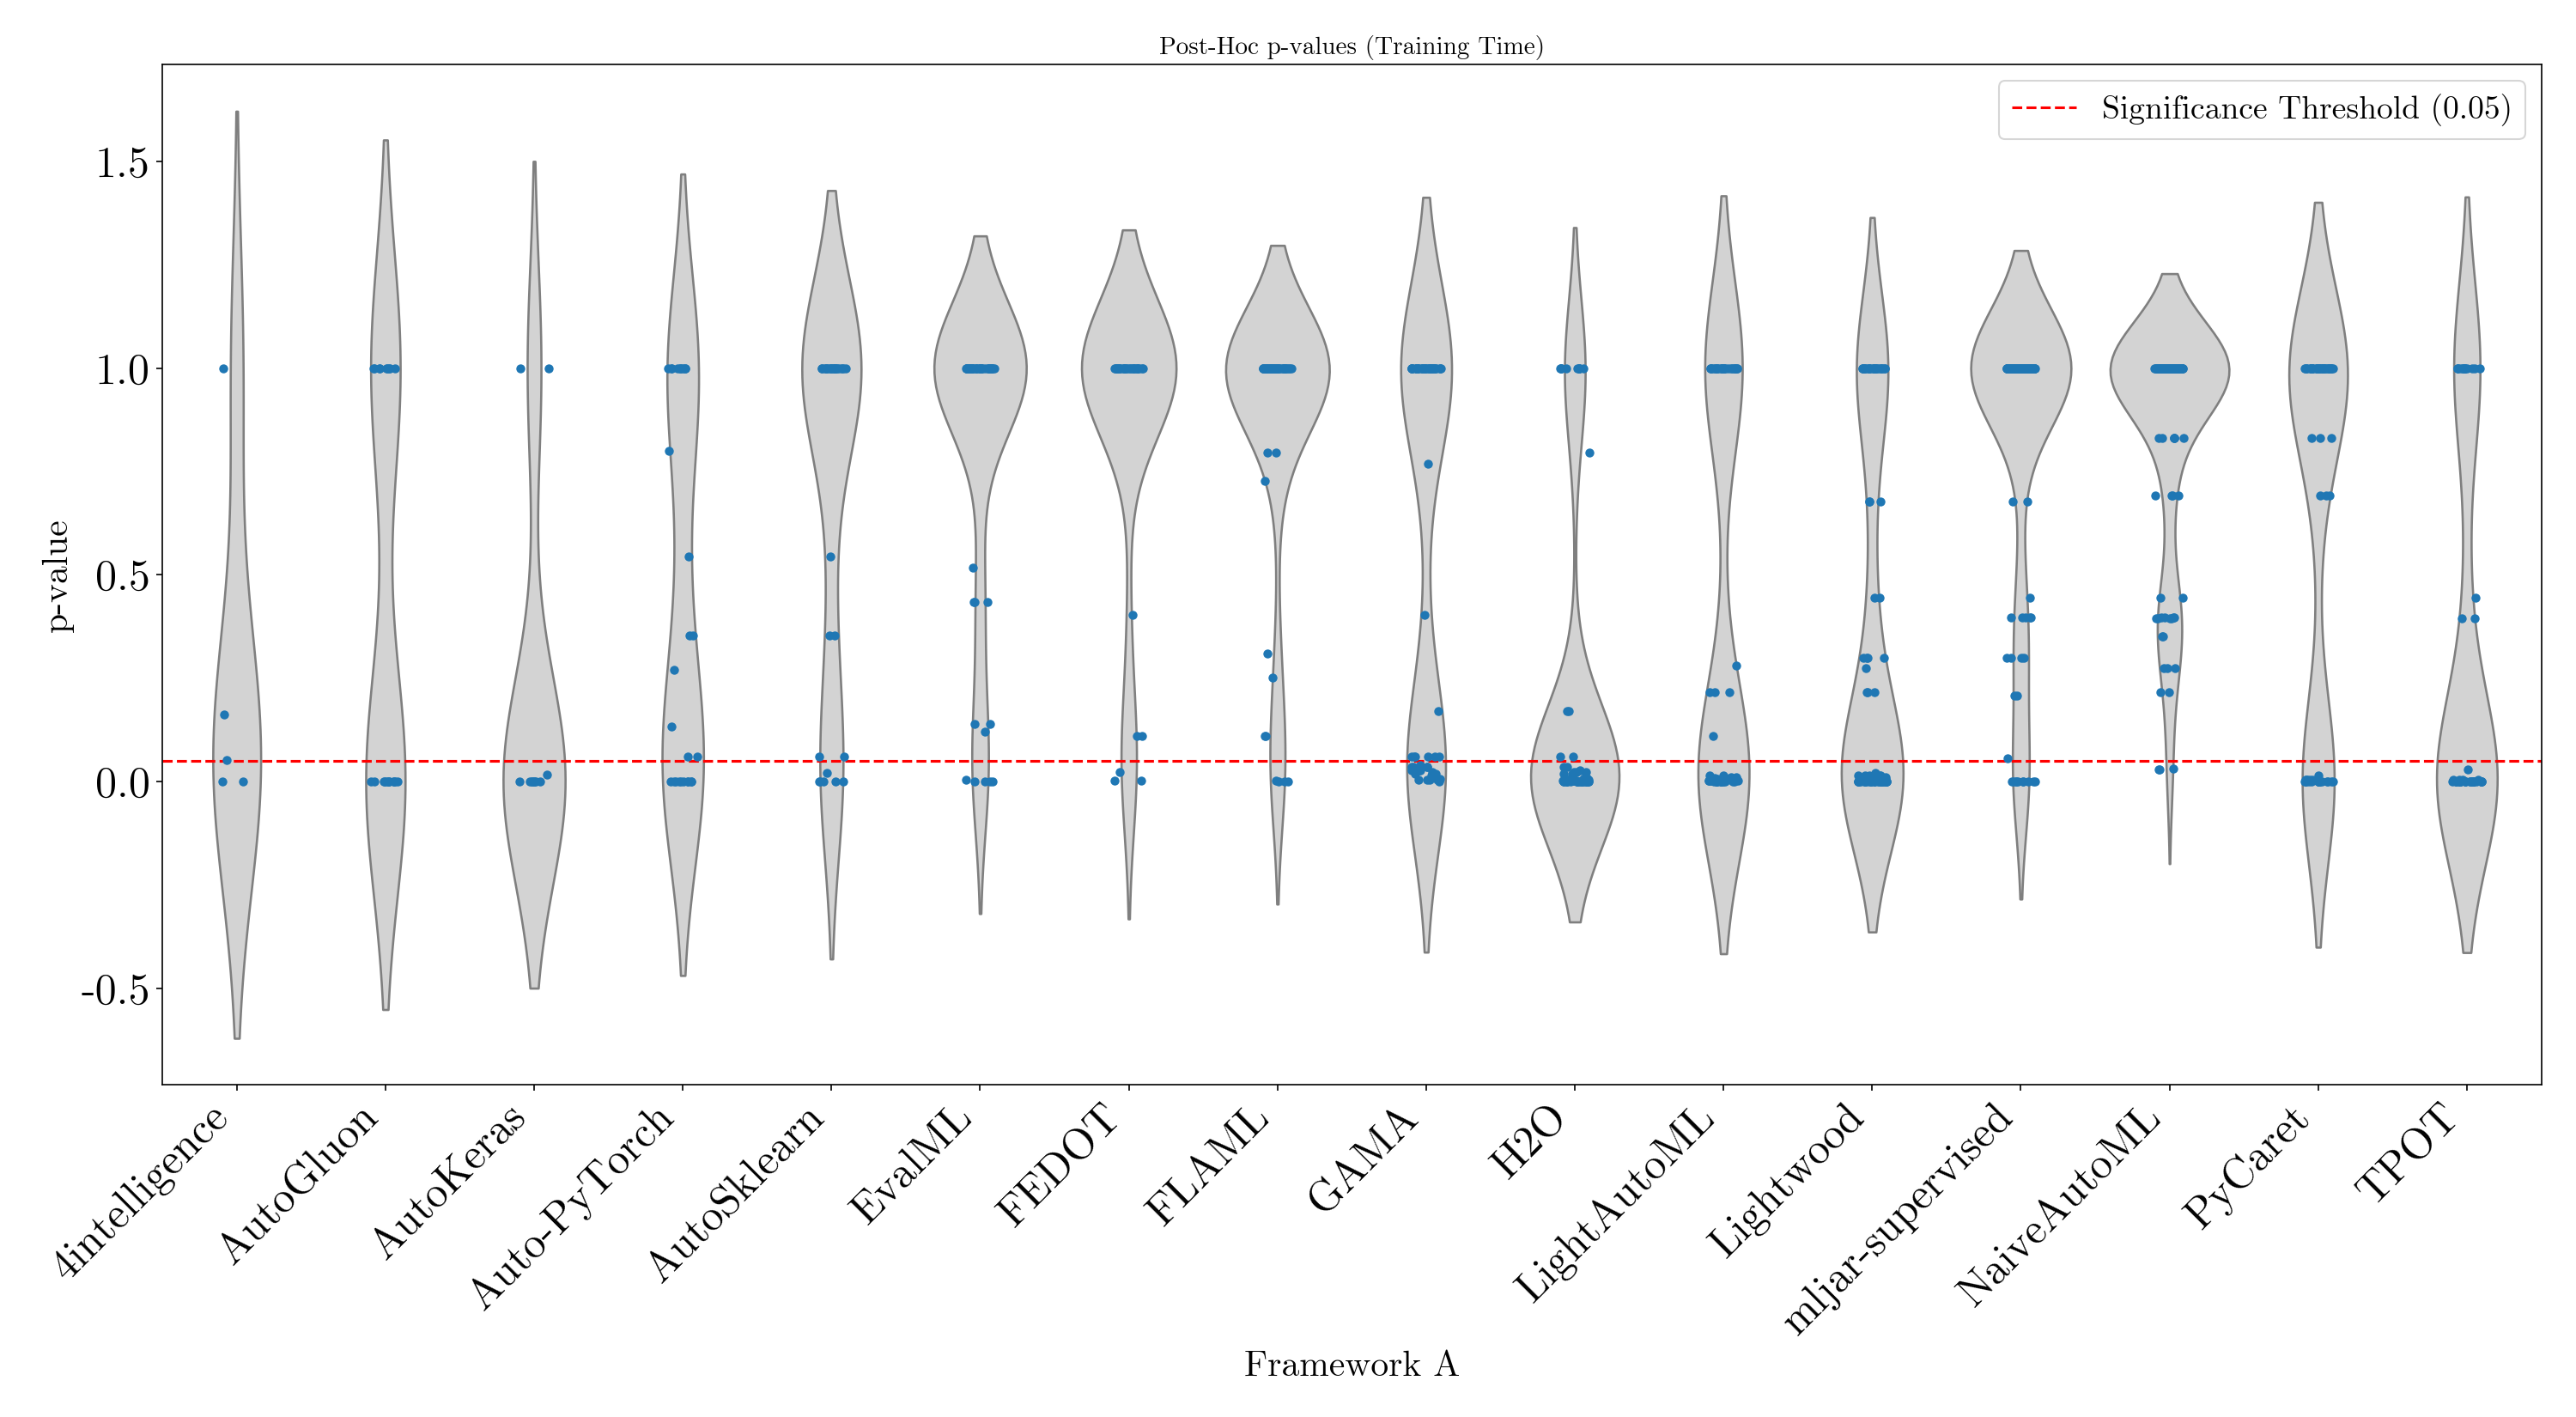 Post-Hoc p-values (Training Time)
Significance Threshold (0.05)
p-value
1.5
1.0
0.5
0.0
-0.5
4intelligence
AutoGluon
AutoKeras
Auto-PyTorch
AutoSklearn
EvalML
FEDOT
FLAML
GAMA
H2O
LightAutoML
Lightwood
mljar-supervised
NaiveAutoML
PyCaret
TPOT
Framework A